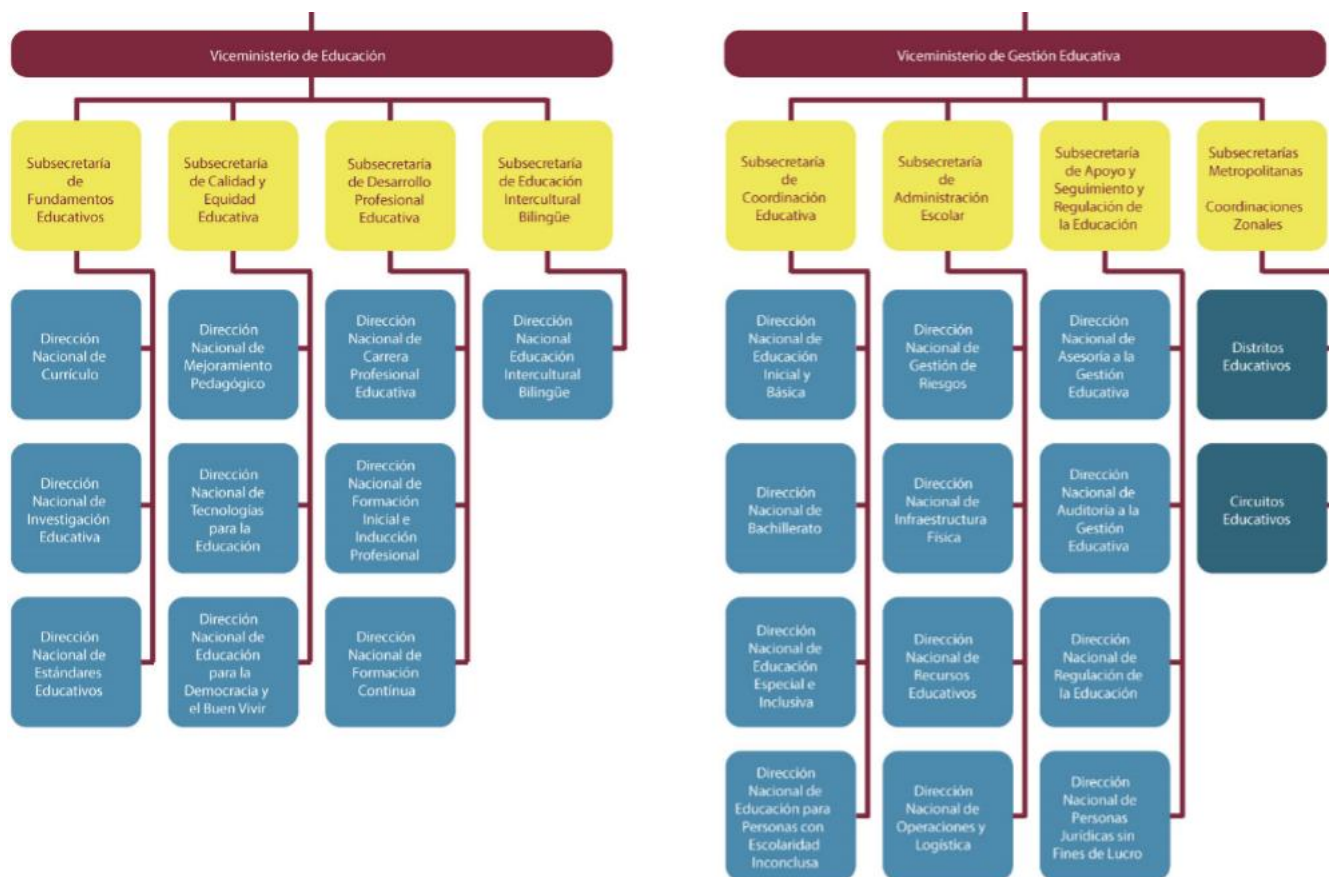 Viceministerio de Educación
Subsecretaría
de
Fundamentos
Educativos
Subsecretaría
de Calidad y
Equidad
Educativa
Subsecretaría
de Desarrollo
Profesional
Educativa
Subsecretaría
de Educación
Intercultural
Bilingüe
Dirección
Nacional de
Currículo
Dirección
Nacional de
Mejoramiento
Pedagógico
Dirección
Nacional de
Carrera
Profesional
Educativa
Dirección
Nacional
Educación
Intercultural
Bilingüe
Dirección
Nacional de
Investigación
Educativa
Dirección
Nacional de
Tecnologías
para la
Educación
Dirección
Nacional de
Formación
Inicial e
Inducción
Profesional
Dirección
Nacional de
Estándares
Educativos
Dirección
Nacional de
Educación
para la
Democracia y
el Buen Vivir
Dirección
Nacional de
Formación
Contínua
Viceministerio de Gestión Educativa
Subsecretaría
de
Coordinación
Educativa
Subsecretaría
de
Administración
Escolar
Subsecretaría
de Apoyo y
Seguimiento y
Regulación de
la Educación
Subsecretarías
Metropolitanas
Coordinaciones
Zonales
Dirección
Nacional de
Educación
Inicial y
Básica
Dirección
Nacional de
Gestión de
Riesgos
Dirección
Nacional de
Asesoria a la
Gestión
Educativa
Distritos
Educativos
Dirección
Nacional de
Bachillerato
Dirección
Nacional de
Infraestructura
Física
Dirección
Nacional de
Auditoría a la
Gestión
Educativa
Circuitos
Educativos
Dirección
Nacional de
Educación
Especial e
Inclusiva
Dirección
Nacional de
Recursos
Educativos
Dirección
Nacional de
Regulación de
la Educación
Dirección
Nacional de
Educación para
Personas con
Escolaridad
Inconclusa
Dirección
Nacional de
Operaciones y
Logística
Dirección
Nacional de
Personas
Jurídicas sin
Fines de Lucro